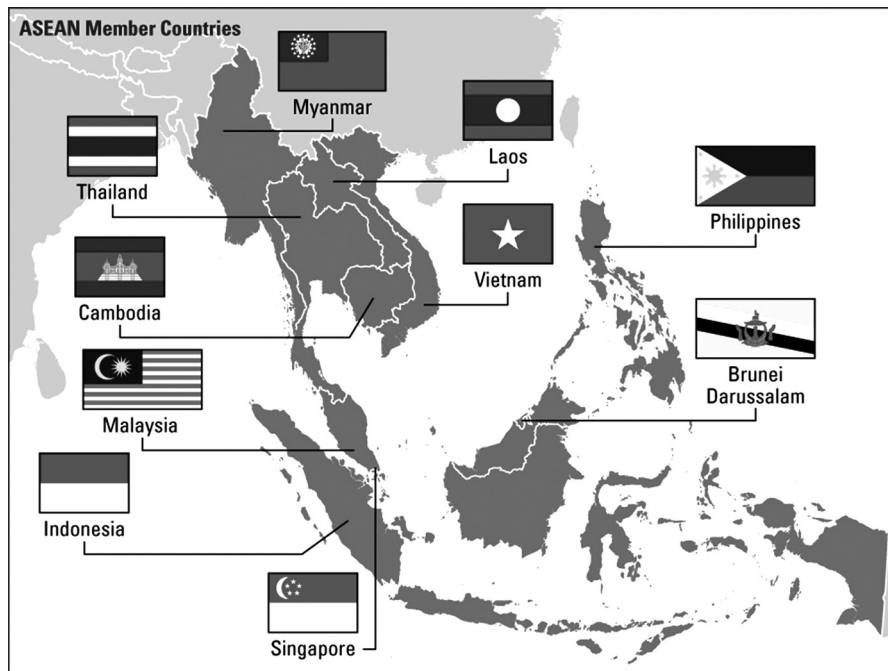 ASEAN Member Countries
Myanmar
Laos
Thailand
Philippines
Vietnam
Cambodia
Brunei
Darussalam
Malaysia
Indonesia
Singapore